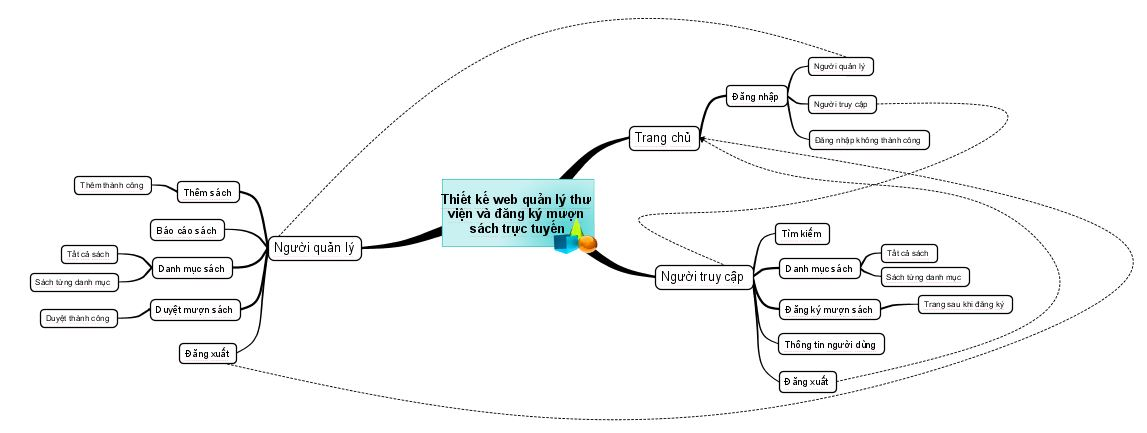 Thiết kế web quản lý thư
viện và đăng ký mượn
sách trực tuyến
Trang chủ
Đăng nhập
Người quản lý
Người truy cập
Đăng nhập không thành công
Người truy cập
Tìm kiếm
Danh mục sách
Tất cả sách
Sách từng danh mục
Đăng ký mượn sách
Trang sau khi đăng ký
Thông tin người dùng
Đăng xuất
Người quản lý
Thêm sách
Thêm thành công
Báo cáo sách
Danh mục sách
Tất cả sách
Sách từng danh mục
Duyệt mượn sách
Duyệt thành công
Đăng xuất